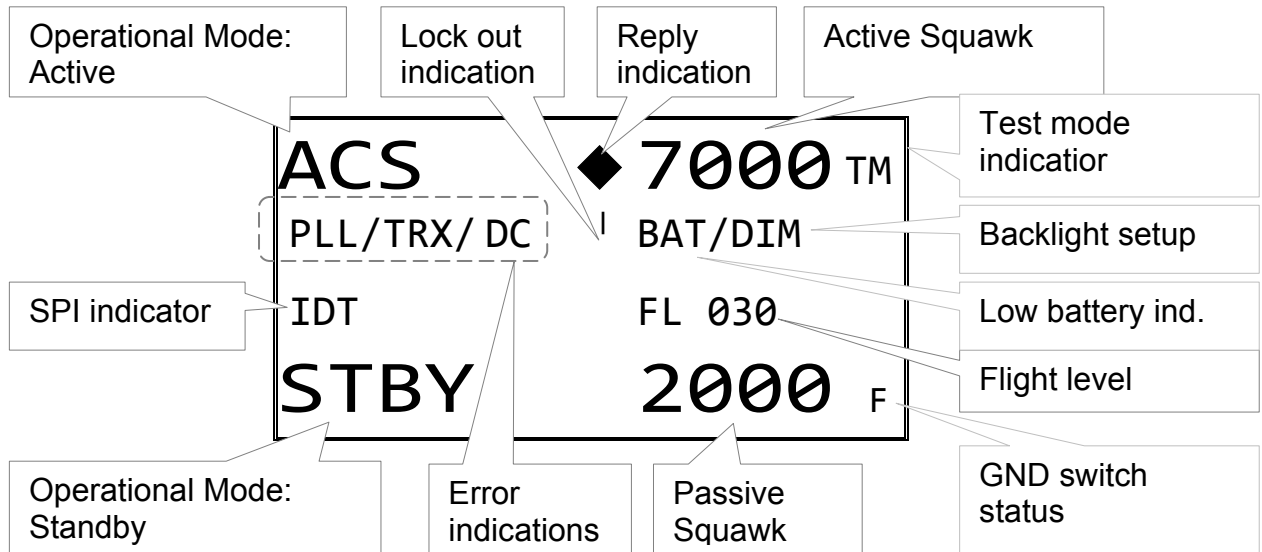 Operational Mode:
Active
Lock out
indication
Reply
indication
Active Squawk
Test mode
indicatior
ACS ◆ 7000 TM
PLL/TRX/ DC | BAT/DIM
Backlight setup
SPI indicator
IDT FL 030
Low battery ind.
Flight level
STBY 2000 F
Operational Mode:
Standby
Error
indications
Passive
Squawk
GND switch
status